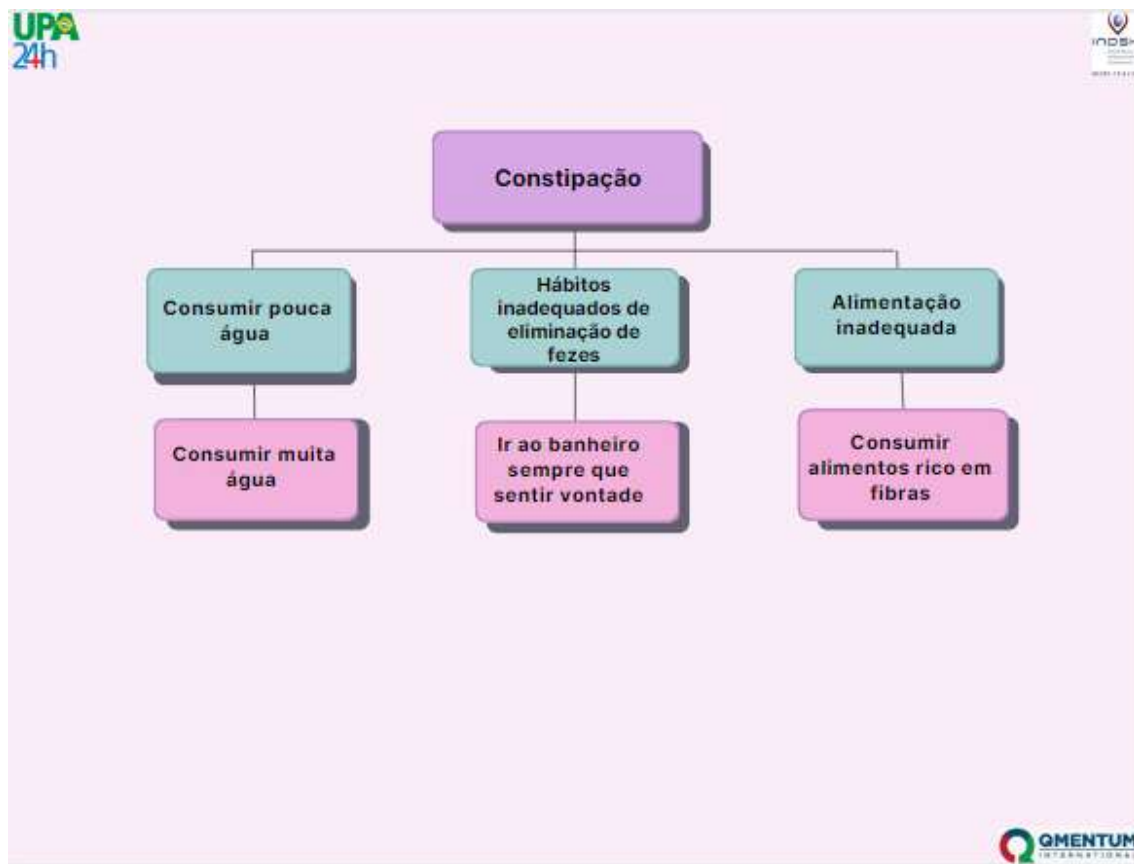 UPA
24h
Constipação
Consumir pouca
água
Hábitos
inadequados de
eliminação de
fezes
Alimentação
inadequada
Consumir muita
água
Ir ao banheiro
sempre que
sentir vontade
Consumir
alimentos rico em
fibras
QMENTUM
INTERNATIONAL